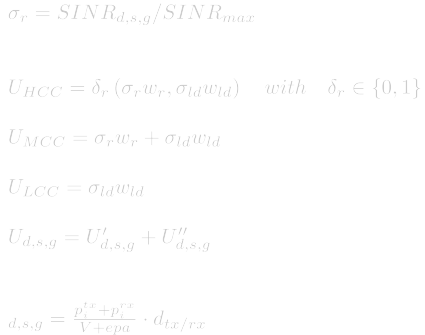 σ_r = SINR_{d,s,g}/SINR_{max}
U_{HCC} = δ_r (σ_r w_r, σ_{ld} w_{ld}) with δ_r ∈ {0,1}
U_{MCC} = σ_r w_r + σ_{ld} w_{ld}
U_{LCC} = σ_{ld} w_{ld}
U_{d,s,g} = U'_{d,s,g} + U''_{d,s,g}
_{d,s,g} = \frac{p_i^{tx} + p_i^{rx}}{V + epa} · d_{tx/rx}